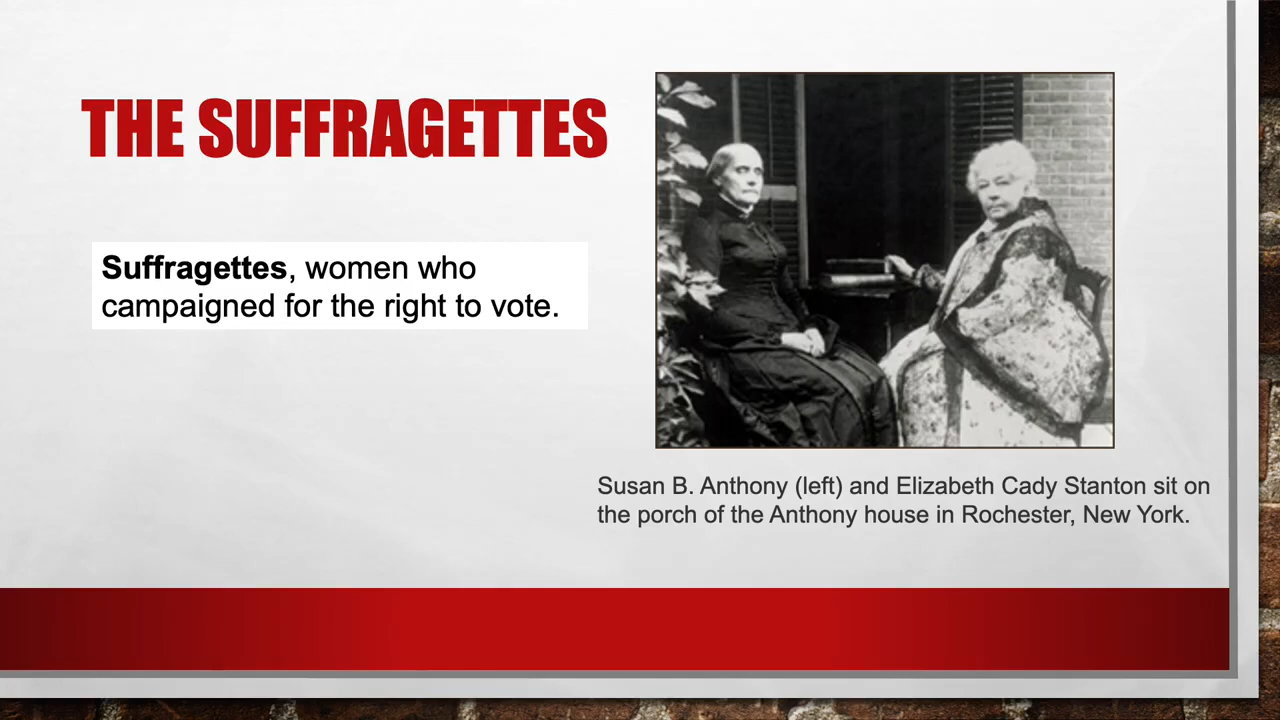 THE SUFFRAGETTES
Suffragettes, women who
campaigned for the right to vote.
Susan B. Anthony (left) and Elizabeth Cady Stanton sit on
the porch of the Anthony house in Rochester, New York.